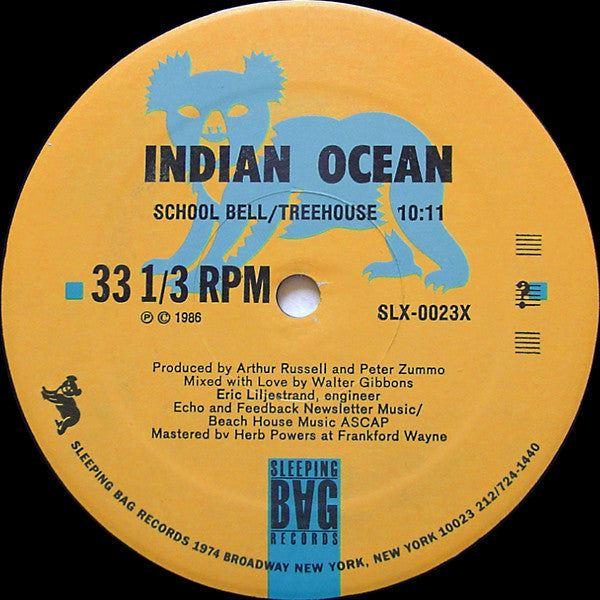 INDIAN OCEAN
SCHOOL BELL/TREEHOUSE 10:11
33 1/3 RPM
SLX-0023X
℗ © 1986
Produced by Arthur Russell and Peter Zummo
Mixed with Love by Walter Gibbons
Eric Liljestrand, engineer
Echo and Feedback Newsletter Music/
Beach House Music ASCAP
Mastered by Herb Powers at Frankford Wayne
SLEEPING
BAG
RECORDS
SLEEPING BAG RECORDS 1974 BROADWAY NEW YORK, NEW YORK 10023 212/724-1440